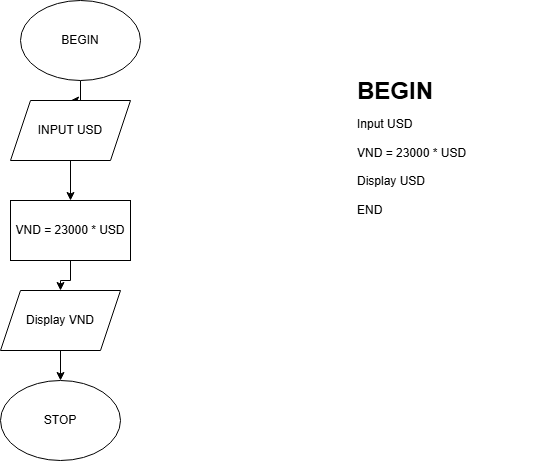 BEGIN
INPUT USD
VND = 23000 * USD
Display VND
STOP
BEGIN
Input USD
VND = 23000 * USD
Display USD
END